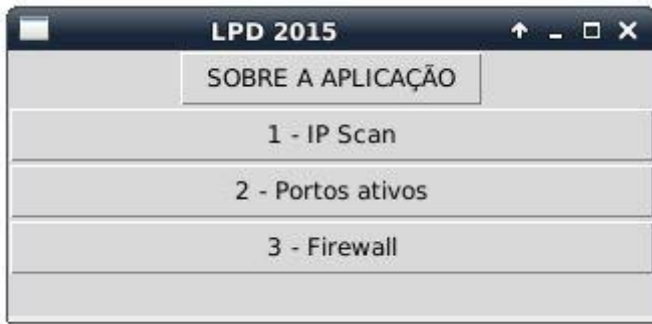 LPD 2015
SOBRE A APLICAÇÃO
1 - IP Scan
2 - Portos ativos
3 - Firewall